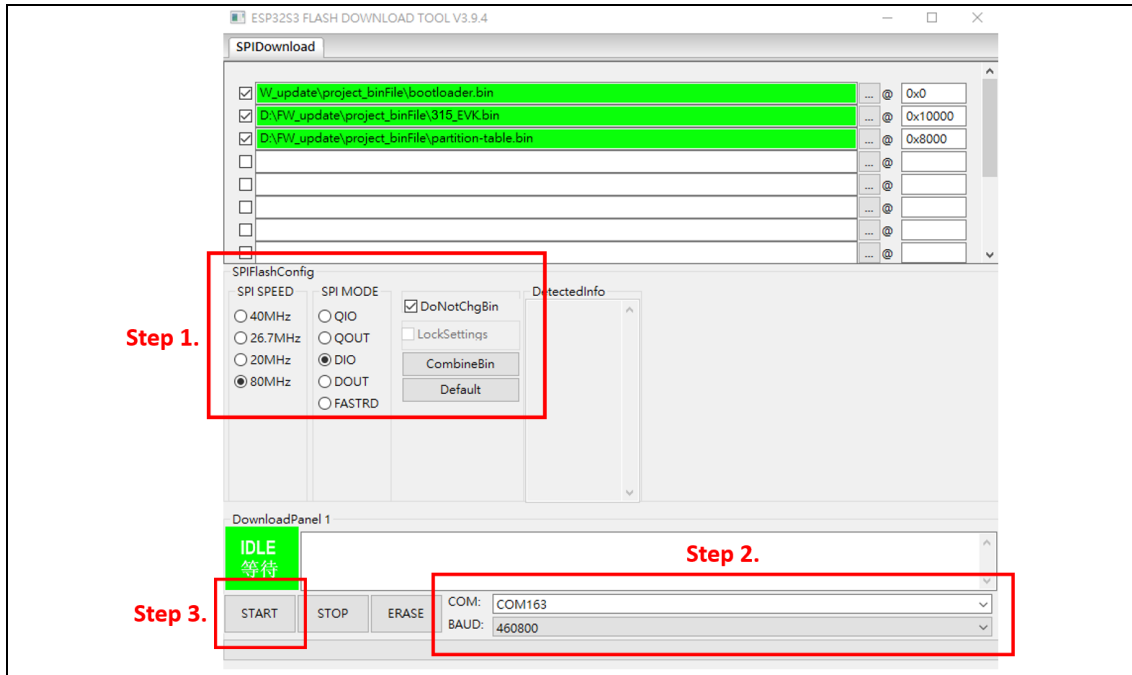 ESP32S3 FLASH DOWNLOAD TOOL V3.9.4
SPIDownload
W_update\project_binFile\bootloader.bin ... @ 0x0
D:\FW_update\project_binFile\315_EVK.bin ... @ 0x10000
D:\FW_update\project_binFile\partition-table.bin ... @ 0x8000
... @
... @
... @
... @
... @
SPIFlashConfig
SPI SPEED SPI MODE DetectedInfo
DoNotChgBin
40MHz QIO
Step 1. 26.7MHz QOUT LockSettings
20MHz DIO CombineBin
80MHz DOUT Default
FASTRD
DownloadPanel 1
IDLE
等待
Step 2.
Step 3. START STOP ERASE
COM: COM163
BAUD: 460800